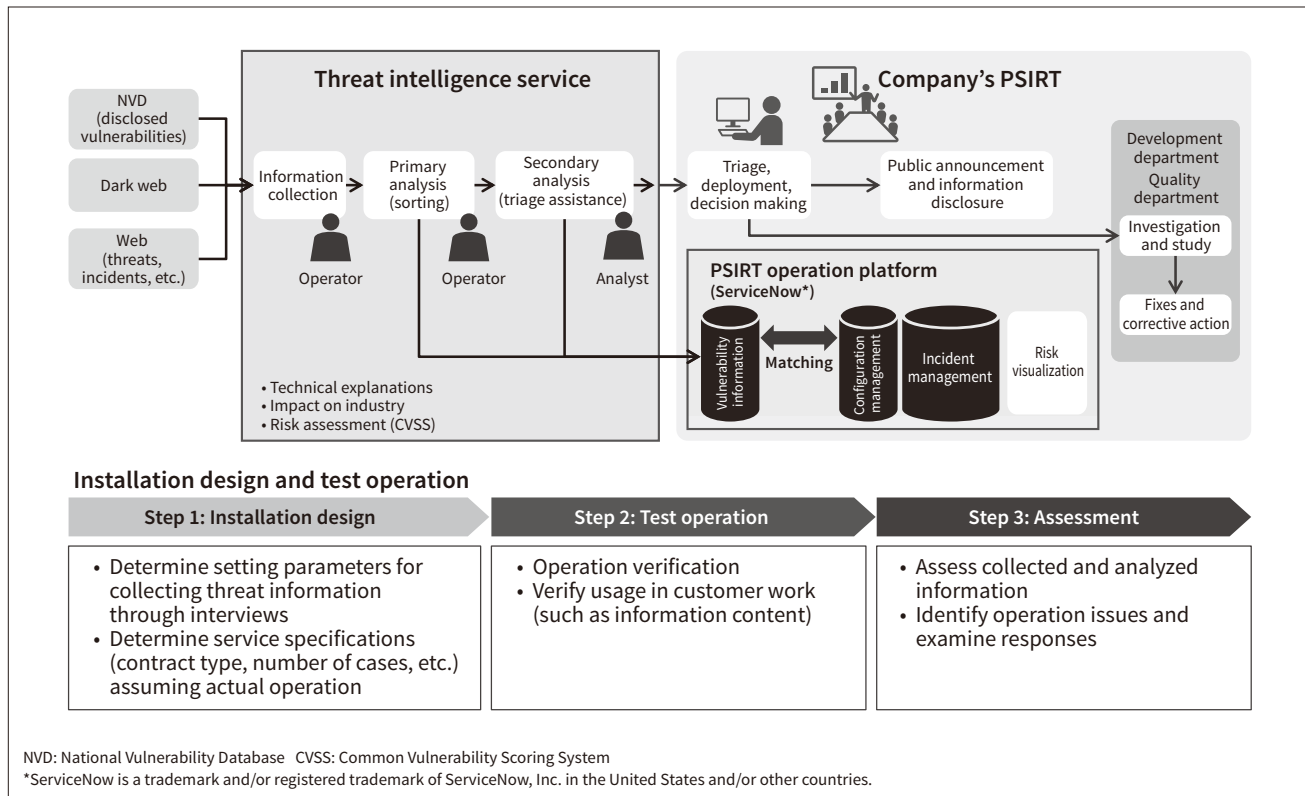 Threat intelligence service
Company's PSIRT
NVD
(disclosed
vulnerabilities)
Dark web
Web
(threats,
incidents, etc.)
Information
collection
Primary
analysis
(sorting)
Secondary
analysis
(triage assistance)
Operator
Operator
Analyst
• Technical explanations
• Impact on industry
• Risk assessment (CVSS)
Triage,
deployment,
decision making
Public announcement
and information
disclosure
Development
department
Quality
department
Investigation
and study
Fixes and
corrective action
PSIRT operation platform
(ServiceNow*)
Vulnerability
information
Matching
Configuration
management
Incident
management
Risk
visualization
Installation design and test operation
Step 1: Installation design
Step 2: Test operation
Step 3: Assessment
• Determine setting parameters for
collecting threat information
through interviews
• Determine service specifications
(contract type, number of cases, etc.)
assuming actual operation
• Operation verification
• Verify usage in customer work
(such as information content)
• Assess collected and analyzed
information
• Identify operation issues and
examine responses
NVD: National Vulnerability Database CVSS: Common Vulnerability Scoring System
*ServiceNow is a trademark and/or registered trademark of ServiceNow, Inc. in the United States and/or other countries.